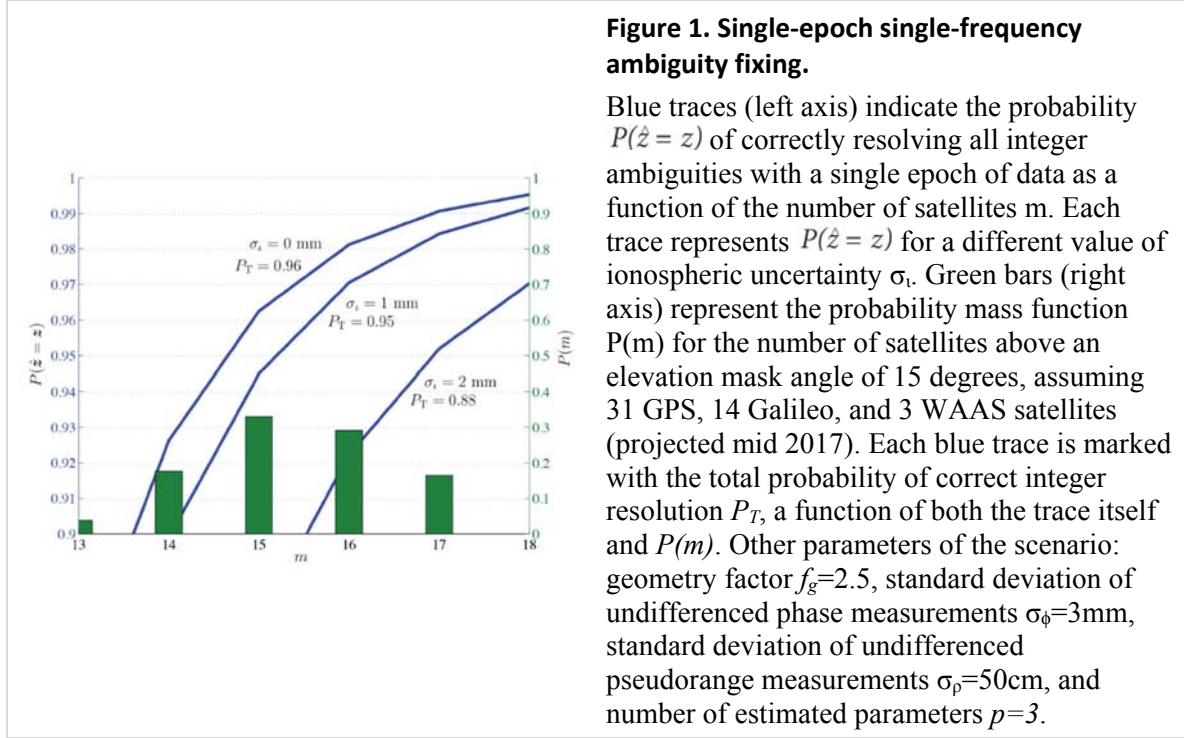 Figure 1. Single-epoch single-frequency
ambiguity fixing.
Blue traces (left axis) indicate the probability
P(ẑ = z) of correctly resolving all integer
ambiguities with a single epoch of data as a
function of the number of satellites m. Each
trace represents P(ẑ = z) for a different value of
ionospheric uncertainty σι. Green bars (right
axis) represent the probability mass function
P(m) for the number of satellites above an
elevation mask angle of 15 degrees, assuming
31 GPS, 14 Galileo, and 3 WAAS satellites
(projected mid 2017). Each blue trace is marked
with the total probability of correct integer
resolution PT, a function of both the trace itself
and P(m). Other parameters of the scenario:
geometry factor fg=2.5, standard deviation of
undifferenced phase measurements σϕ=3mm,
standard deviation of undifferenced
pseudorange measurements σρ=50cm, and
number of estimated parameters p=3.
P(ẑ = z)
1
0.99
0.98
0.97
0.96
0.95
0.94
0.93
0.92
0.91
0.9
σι = 0 mm
PT = 0.96
σι = 1 mm
PT = 0.95
σι = 2 mm
PT = 0.88
1
0.9
0.8
0.7
0.6
0.5
0.4
0.3
0.2
0.1
0
P(m)
13 14 15 16 17 18
m